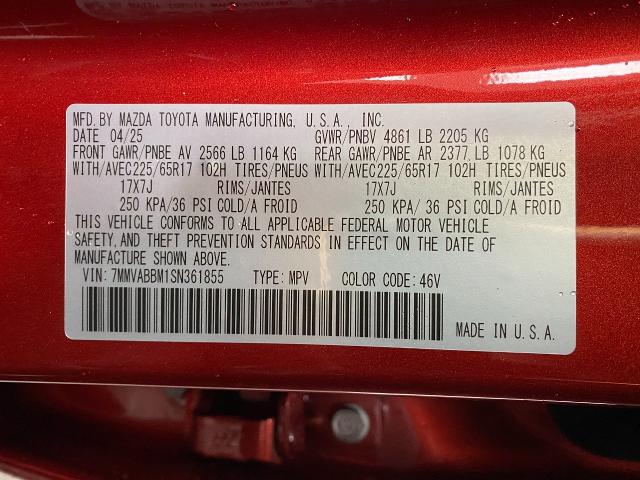 MFD. BY MAZDA TOYOTA MANUFACTURING, U.S.A., INC.
DATE 04/25 GVWR/PNBV 4861 LB 2205 KG
FRONT GAWR/PNBE AV 2566 LB 1164 KG REAR GAWR/PNBE AR 2377 LB 1078 KG
WITH/AVEC225/65R17 102H TIRES/PNEUS WITH/AVEC225/65R17 102H TIRES/PNEUS
17X7J RIMS/JANTES 17X7J RIMS/JANTES
250 KPA/36 PSI COLD/A FROID 250 KPA/ 36 PSI COLD/A FROID
THIS VEHICLE CONFORMS TO ALL APPLICABLE FEDERAL MOTOR VEHICLE
SAFETY, AND THEFT PREVENTION STANDARDS IN EFFECT ON THE DATE OF
MANUFACTURE SHOWN ABOVE.
VIN: 7MMVABBM1SN361855 TYPE: MPV COLOR CODE: 46V
MADE IN U.S.A.